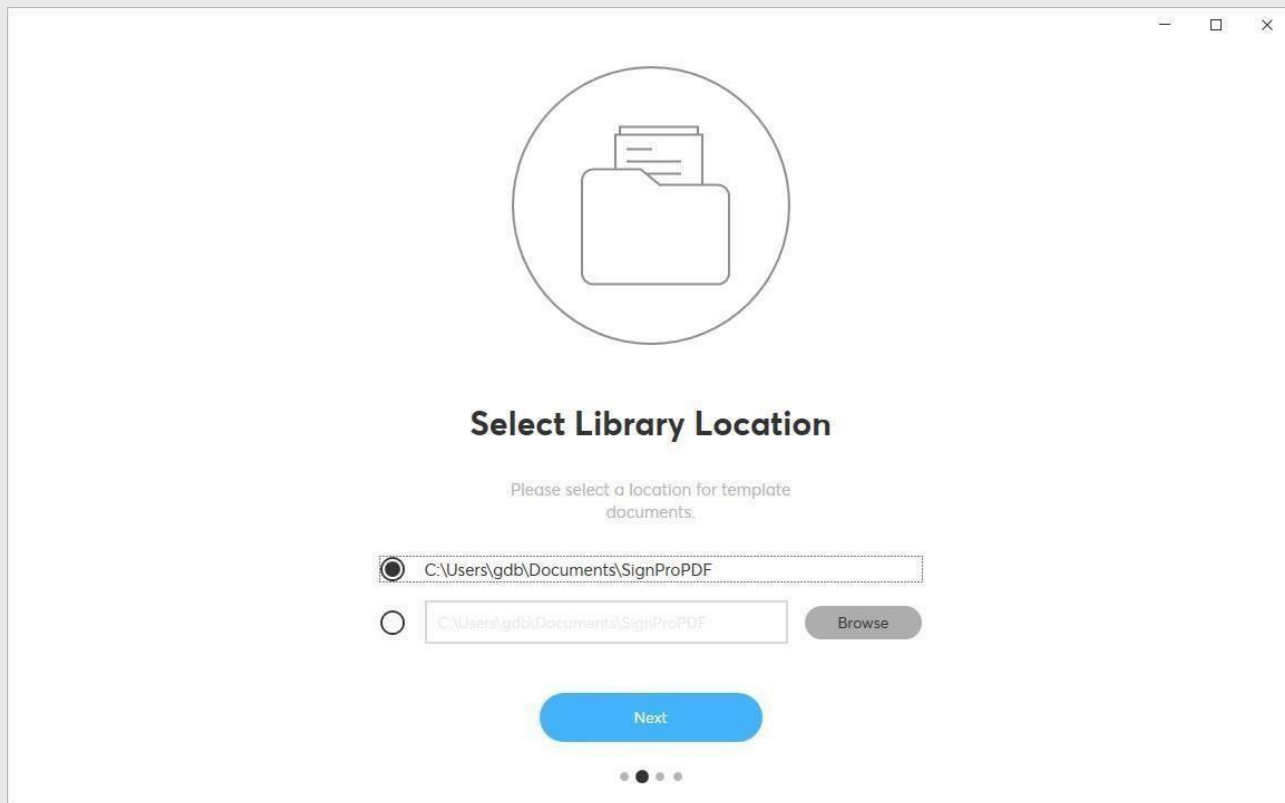 Select Library Location
Please select a location for template
documents.
C:\Users\gdb\Documents\SignProPDF
C:\Users\gdb\Documents\SignProPDF
Browse
Next